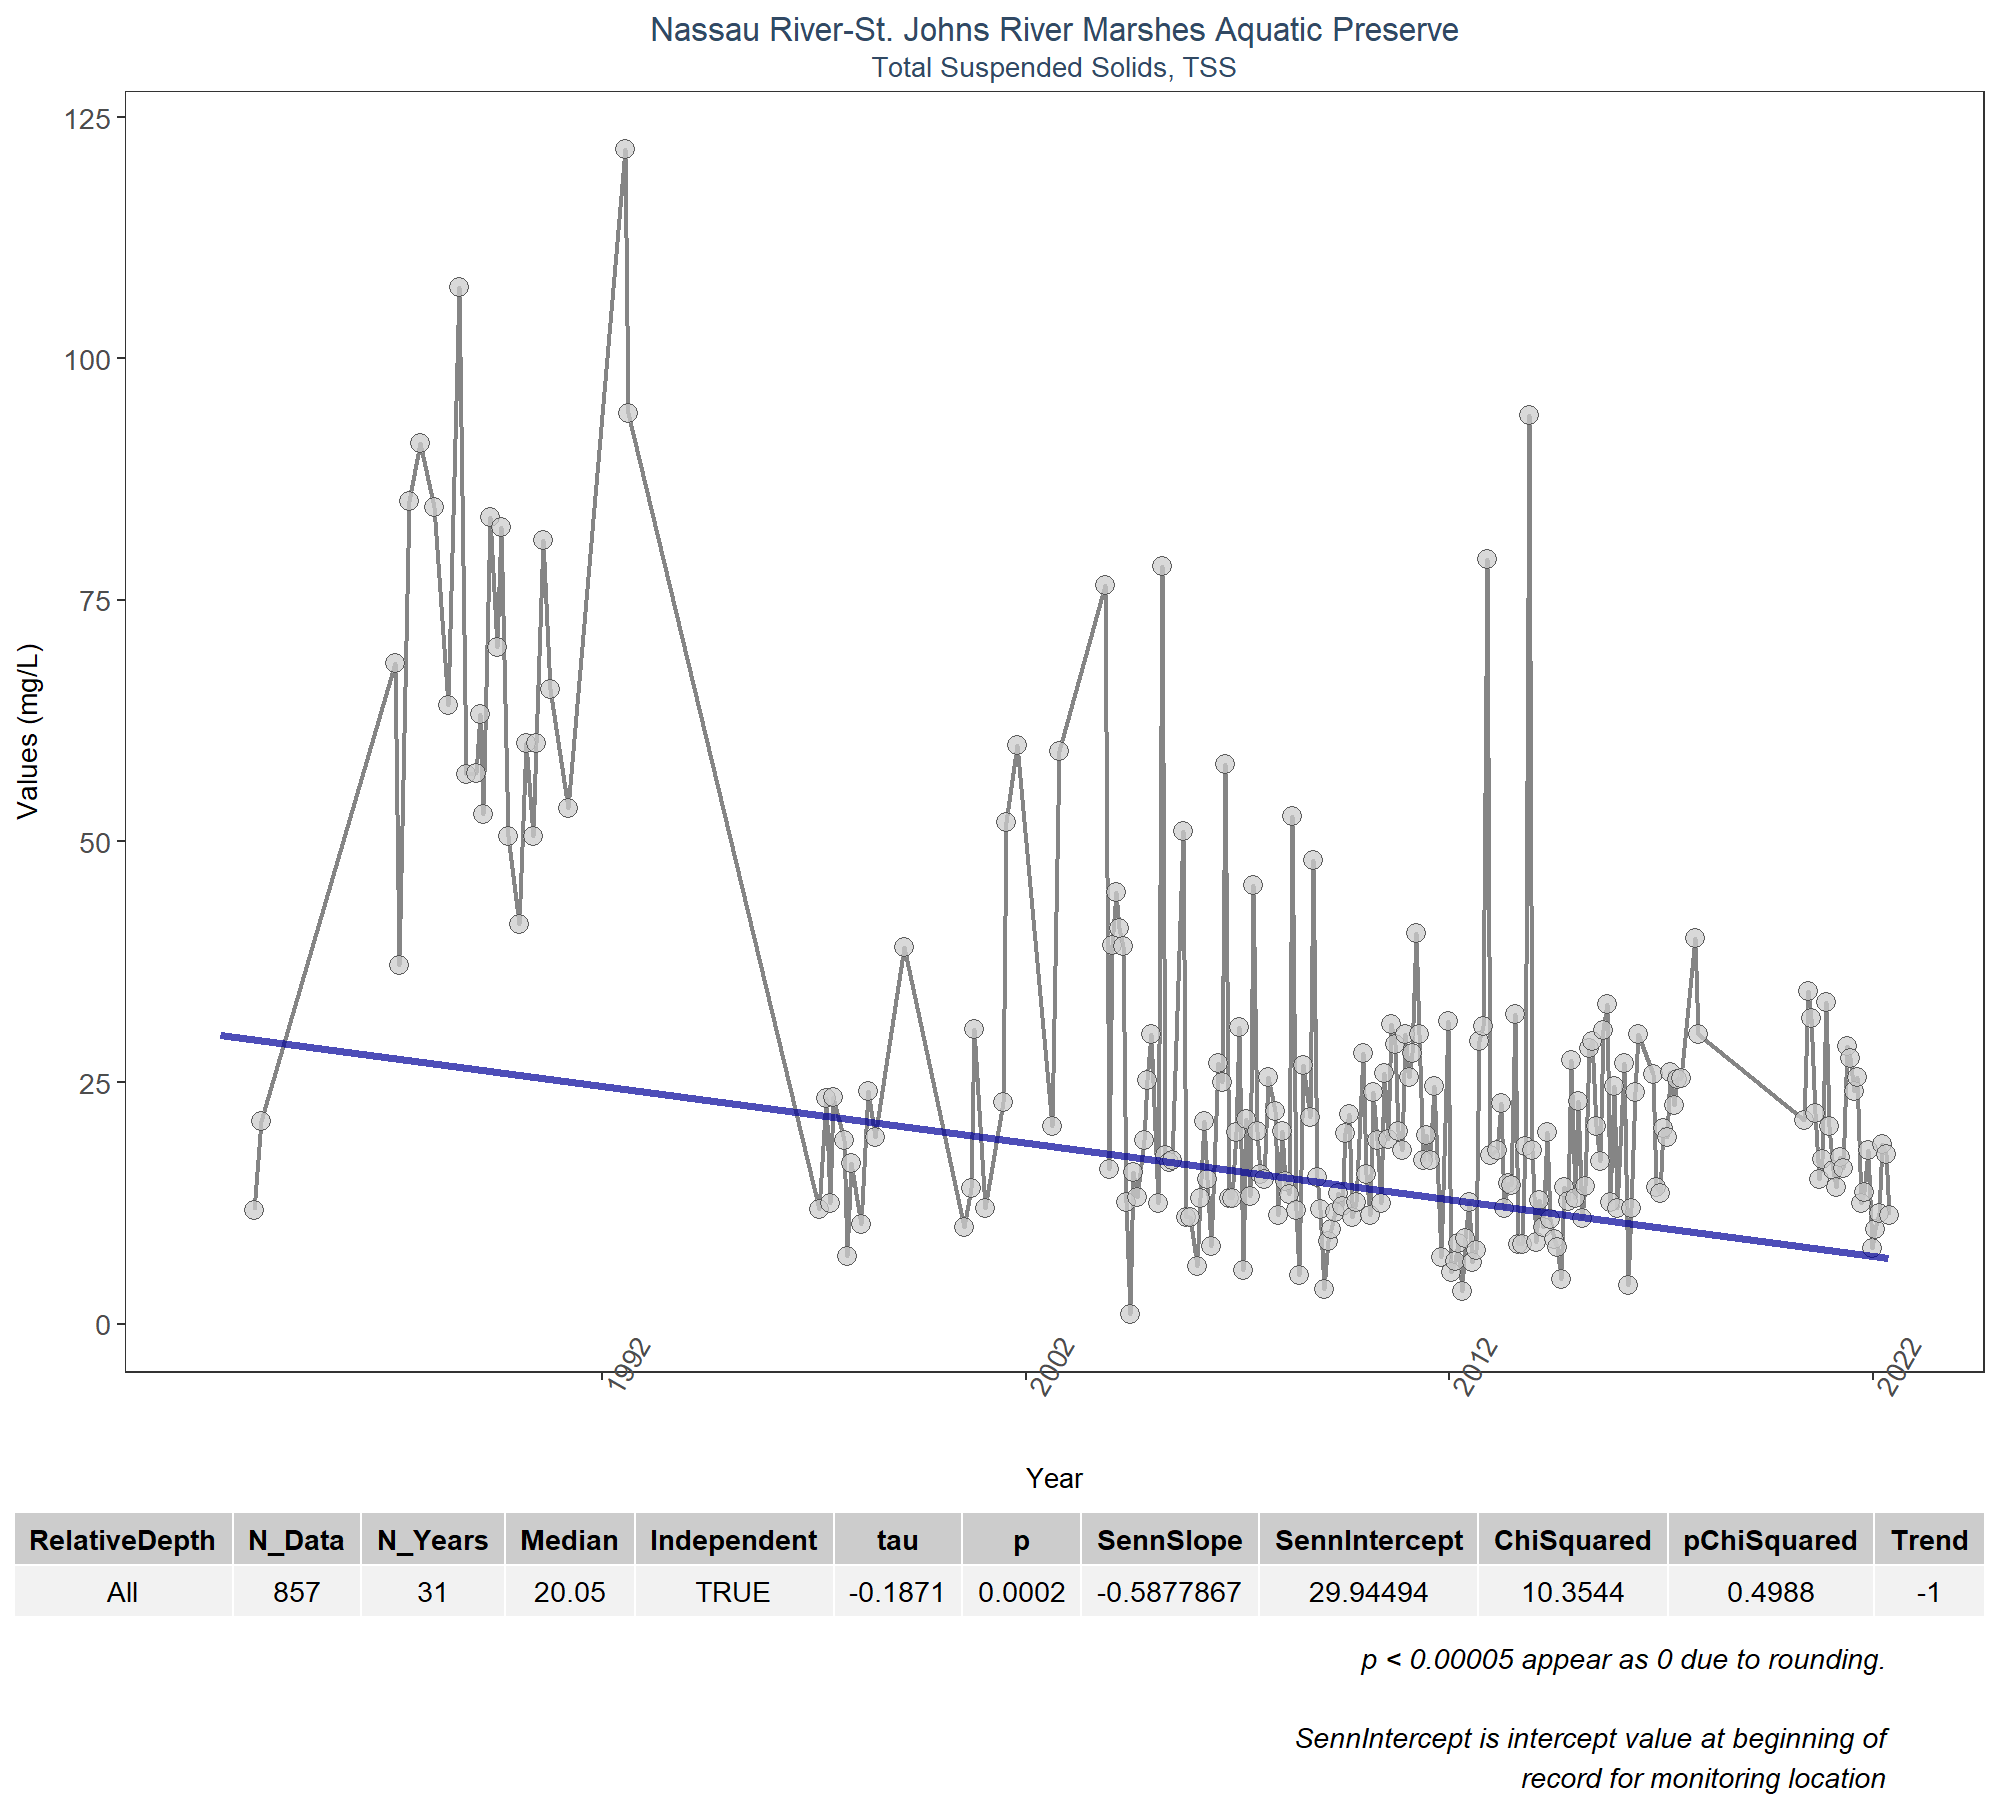 Nassau River-St. Johns River Marshes Aquatic Preserve
Total Suspended Solids, TSS
125
100
75
50
25
0
Values (mg/L)
1992
2002
2012
2022
Year
RelativeDepth N_Data N_Years Median Independent tau p SennSlope SennIntercept ChiSquared pChiSquared Trend
All 857 31 20.05 TRUE -0.1871 0.0002 -0.5877867 29.94494 10.3544 0.4988 -1
p < 0.00005 appear as 0 due to rounding.
SennIntercept is intercept value at beginning of
record for monitoring location